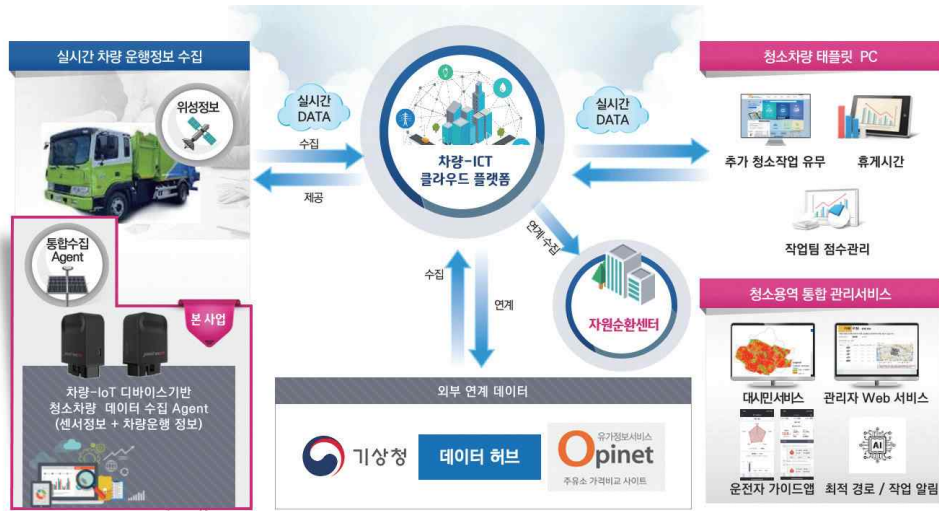 실시간 차량 운행정보 수집
위성정보
통합수집
Agent
본 사업
차량-IoT 디바이스기반
청소차량 데이터 수집 Agent
(센서정보 + 차량운행 정보)
실시간
DATA
수집
제공
차량-ICT
클라우드 플랫폼
실시간
DATA
연계·수집
자원순환센터
수집
연계
외부 연계 데이터
기상청
데이터 허브
유가정보서비스
Opinet
주유소 가격비교 사이트
청소차량 태플릿 PC
추가 청소작업 유무
휴게시간
작업팀 점수관리
청소용역 통합 관리서비스
대시민서비스
관리자 Web 서비스
AI
운전자 가이드앱
최적 경로 / 작업 알림